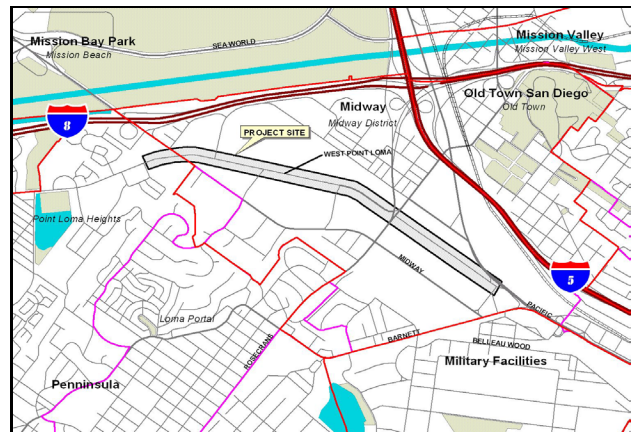 Mission Bay Park
Mission Beach
SEA WORLD
Mission Valley
Mission Valley West
Old Town San Diego
Old Town
Midway
Midway District
8
PROJECT SITE
WEST POINT LOMA
Point Loma Heights
MIDWAY
5
PACIFIC
Loma Portal
ROSECRANS
BARNETT
BELLEAU WOOD
Military Facilities
Penninsula